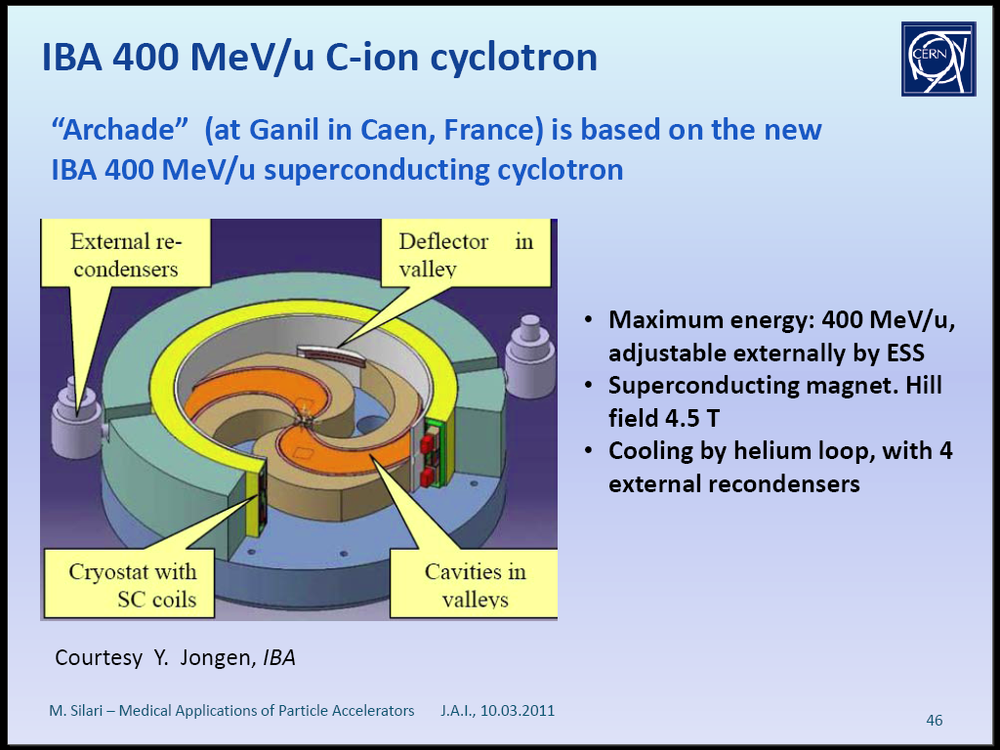 IBA 400 MeV/u C-ion cyclotron
CERN
“Archade” (at Ganil in Caen, France) is based on the new
IBA 400 MeV/u superconducting cyclotron
External re-
condensers
Deflector in
valley
Cryostat with
SC coils
Cavities in
valleys
• Maximum energy: 400 MeV/u,
adjustable externally by ESS
• Superconducting magnet. Hill
field 4.5 T
• Cooling by helium loop, with 4
external recondensers
Courtesy Y. Jongen, IBA
M. Silari – Medical Applications of Particle Accelerators J.A.I., 10.03.2011
46